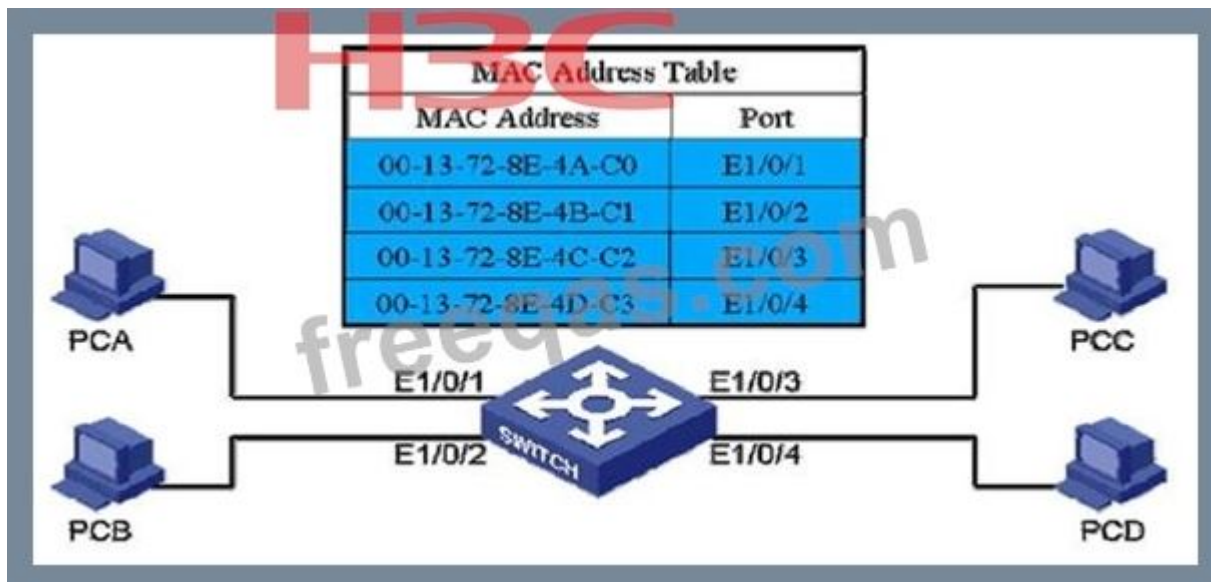 H3C
MAC Address Table
MAC Address Port
00-13-72-8E-4A-C0 E1/0/1
00-13-72-8E-4B-C1 E1/0/2
00-13-72-8E-4C-C2 E1/0/3
00-13-72-8E-4D-C3 E1/0/4
freeqas.com
PCA
PCC
E1/0/1 E1/0/3
SWITCH
E1/0/2 E1/0/4
PCB
PCD